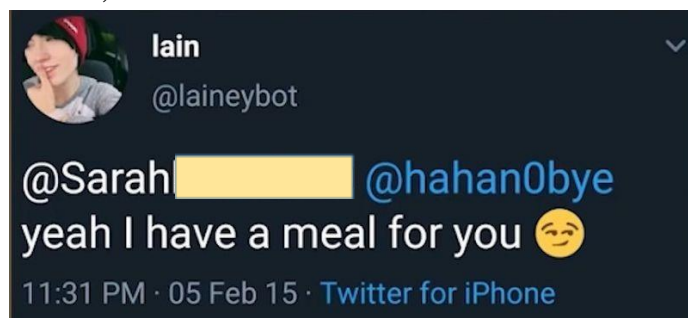 lain
@laineybot
@Sarah @hahan0bye
yeah I have a meal for you 😏
11:31 PM · 05 Feb 15 · Twitter for iPhone